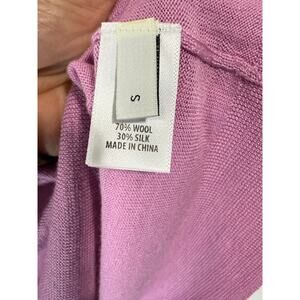 S
70% WOOL
30% SILK
MADE IN CHINA